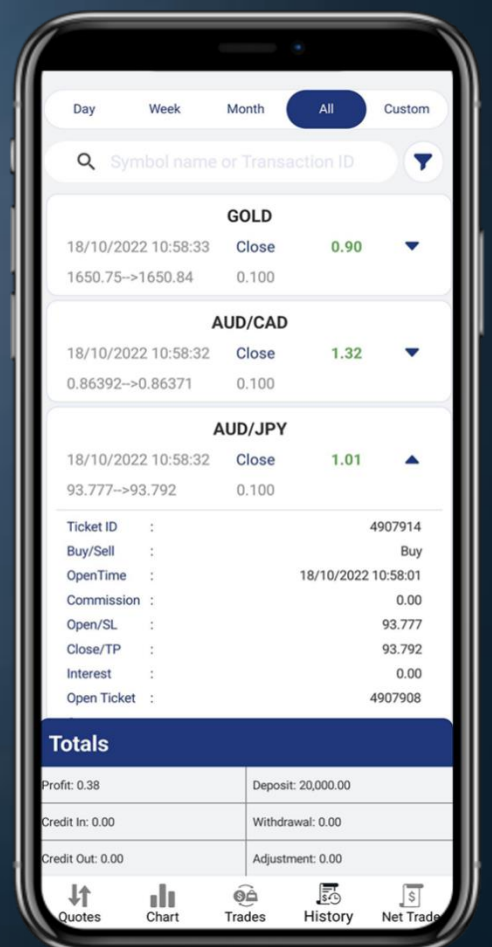 Day Week Month All Custom
Symbol name or Transaction ID
GOLD
18/10/2022 10:58:33 Close 0.90
1650.75-->1650.84 0.100
AUD/CAD
18/10/2022 10:58:32 Close 1.32
0.86392-->0.86371 0.100
AUD/JPY
18/10/2022 10:58:32 Close 1.01
93.777-->93.792 0.100
Ticket ID : 4907914
Buy/Sell : Buy
OpenTime : 18/10/2022 10:58:01
Commission : 0.00
Open/SL : 93.777
Close/TP : 93.792
Interest : 0.00
Open Ticket : 4907908
Totals
Profit: 0.38 Deposit: 20,000.00
Credit In: 0.00 Withdrawal: 0.00
Credit Out: 0.00 Adjustment: 0.00
Quotes Chart Trades History Net Trade